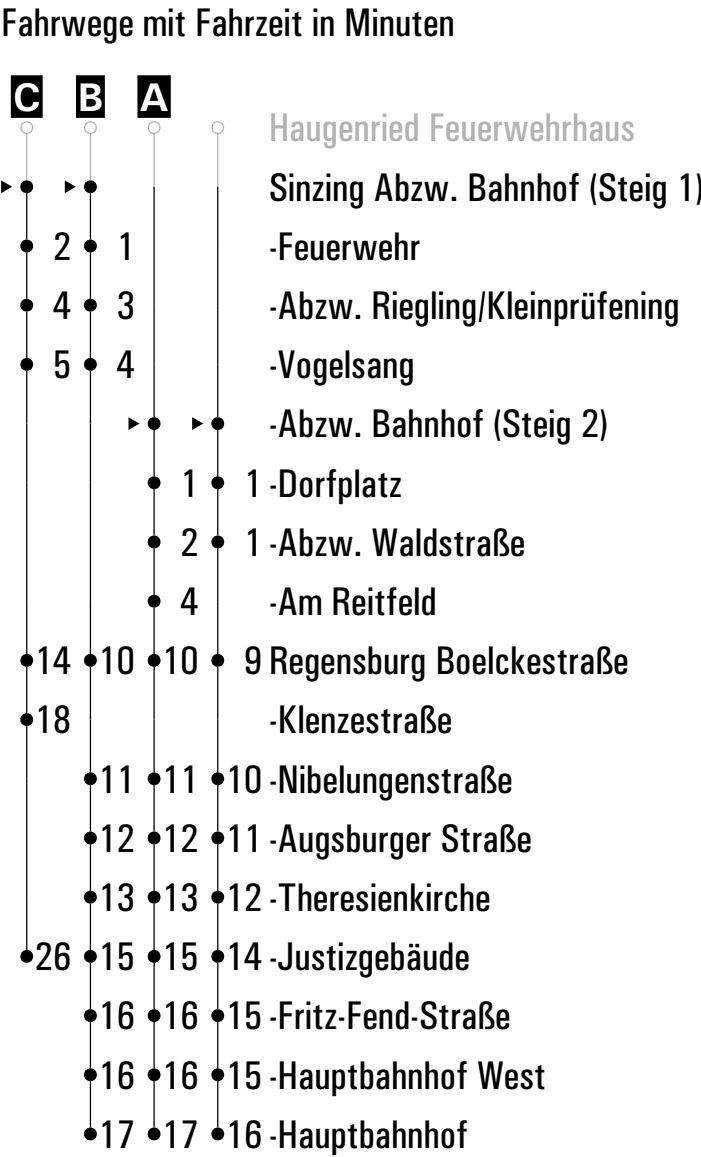 Fahrwege mit Fahrzeit in Minuten
C B A
Haugenried Feuerwehrhaus
Sinzing Abzw. Bahnhof (Steig 1)
2 1 -Feuerwehr
4 3 -Abzw. Riegling/Kleinprüfening
5 4 -Vogelsang
-Abzw. Bahnhof (Steig 2)
1 1 -Dorfplatz
2 1 -Abzw. Waldstraße
4 -Am Reitfeld
14 10 10 9 Regensburg Boelckestraße
18 -Klenzestraße
11 11 10 -Nibelungenstraße
12 12 11 -Augsburger Straße
13 13 12 -Theresienkirche
26 15 15 14 -Justizgebäude
16 16 15 -Fritz-Fend-Straße
16 16 15 -Hauptbahnhof West
17 17 16 -Hauptbahnhof